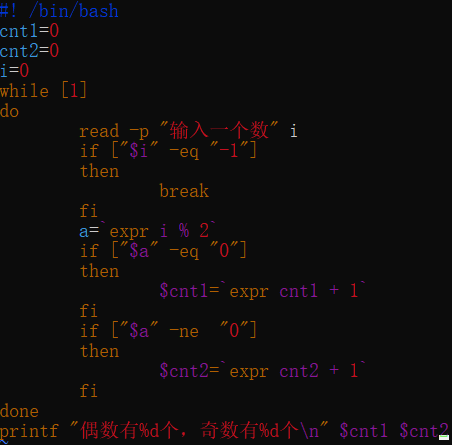 #! /bin/bash
cnt1=0
cnt2=0
i=0
while [1]
do
        read -p "输入一个数" i
        if ["$i" -eq "-1"]
        then
                break
        fi
        a=`expr i % 2`
        if ["$a" -eq "0"]
        then
                $cnt1=`expr cnt1 + 1`
        fi
        if ["$a" -ne  "0"]
        then
                $cnt2=`expr cnt2 + 1`
        fi
done
printf "偶数有%d个，奇数有%d个\n" $cnt1 $cnt2
~